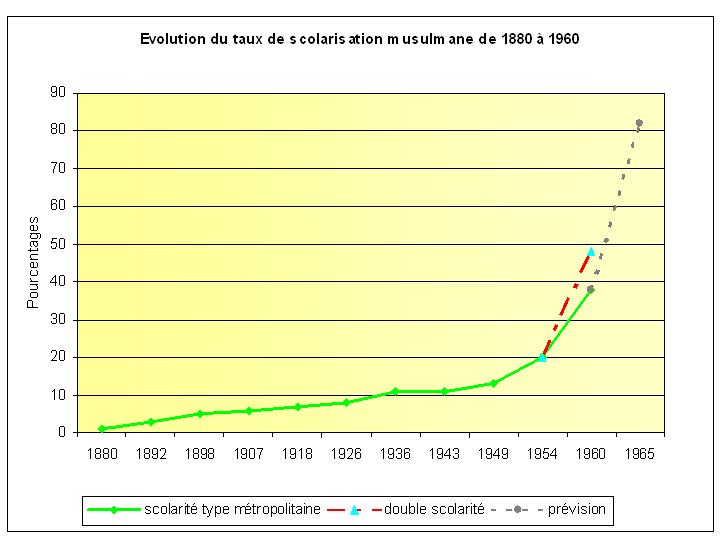 Evolution du taux de scolarisation musulmane de 1880 à 1960
Pourcentages
90
80
70
60
50
40
30
20
10
0
1880 1892 1898 1907 1918 1926 1936 1943 1949 1954 1960 1965
scolarité type métropolitaine double scolarité prévision